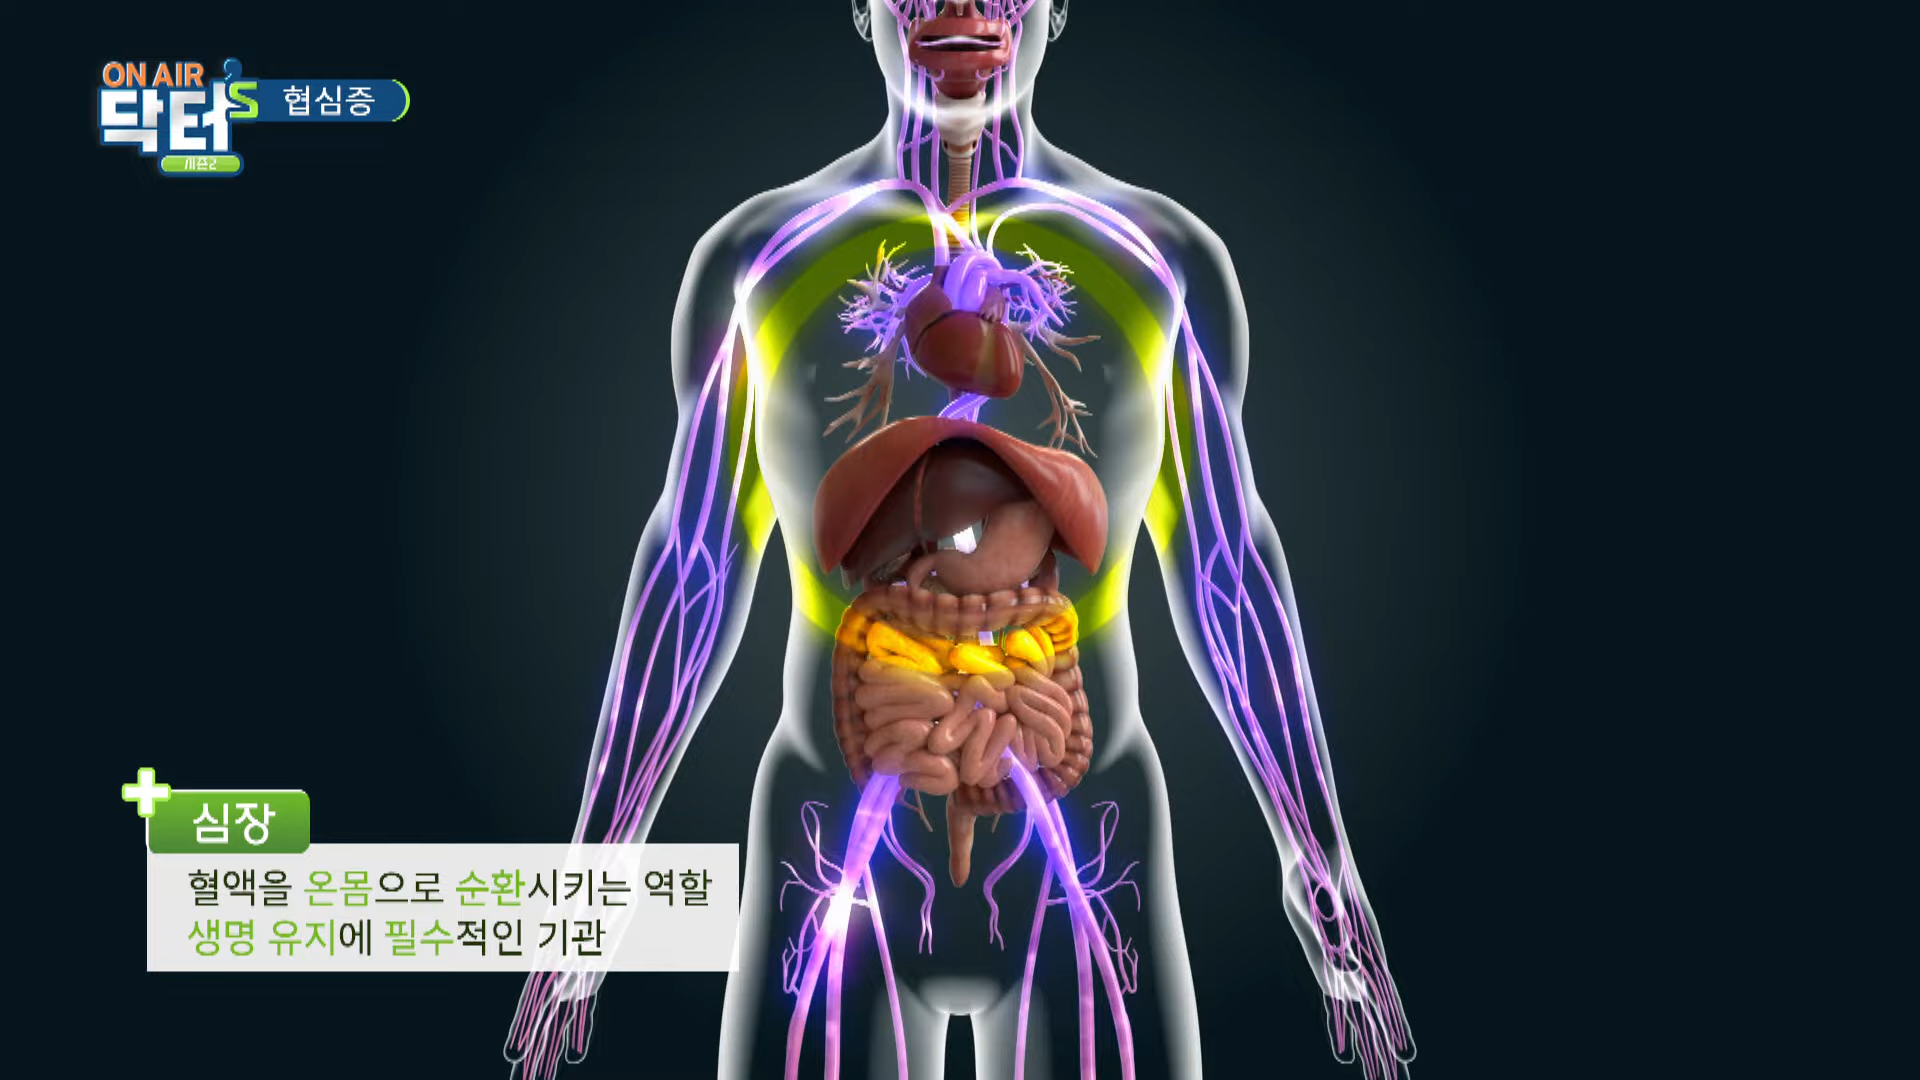 ON AIR
닥터's
시즌2
협심증
심장
혈액을 온몸으로 순환시키는 역할
생명 유지에 필수적인 기관